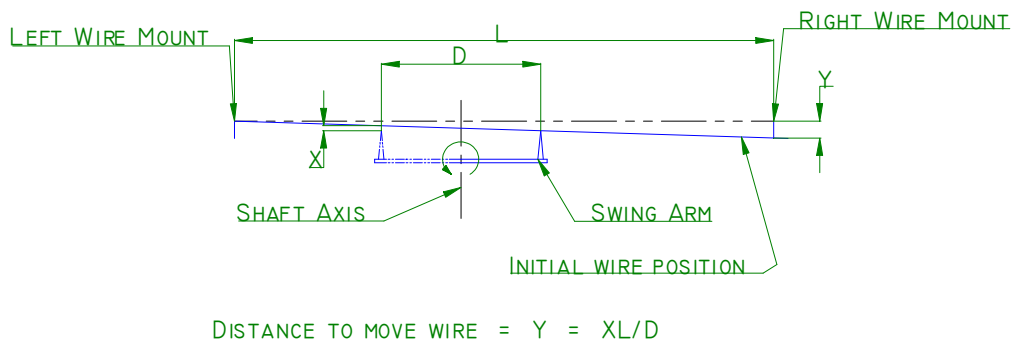 LEFT WIRE MOUNT
L
RIGHT WIRE MOUNT
D
Y
X
SHAFT AXIS
SWING ARM
INITIAL WIRE POSITION
DISTANCE TO MOVE WIRE = Y = XL/D